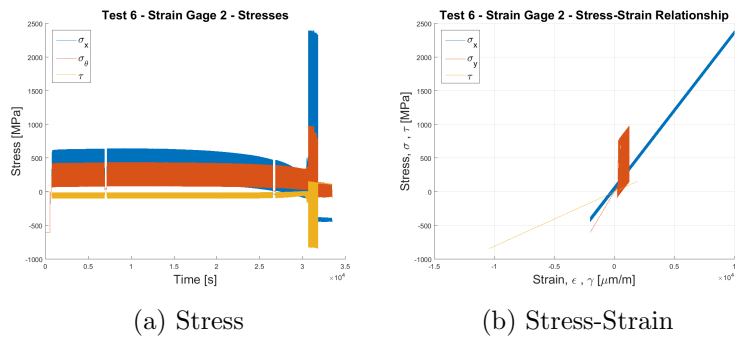 Test 6 - Strain Gage 2 - Stresses
Stress [MPa]
2500
2000
1500
1000
500
0
-500
-1000
σx
σθ
τ
0
0.5
1
1.5
2
2.5
3
3.5
×10⁴
Time [s]
(a) Stress
Test 6 - Strain Gage 2 - Stress-Strain Relationship
Stress, σ , τ [MPa]
2500
2000
1500
1000
500
0
-500
-1000
σx
σy
τ
-1.5
-1
-0.5
0
0.5
1
×10⁴
Strain, ϵ , γ [μm/m]
(b) Stress-Strain